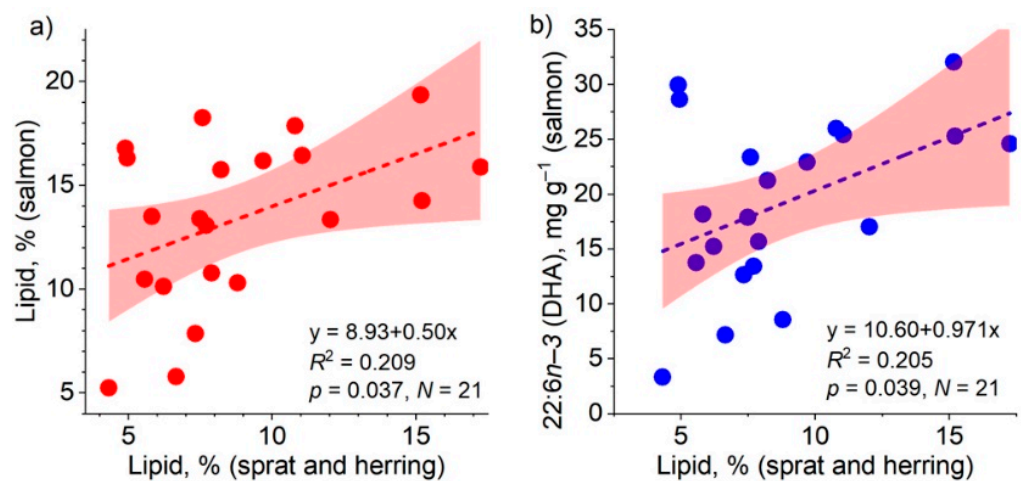 a)
Lipid, % (salmon)
20
15
10
5
y = 8.93+0.50x
R² = 0.209
p = 0.037, N = 21
5 10 15
Lipid, % (sprat and herring)
b)
22:6n–3 (DHA), mg g⁻¹ (salmon)
35
30
25
20
15
10
5
0
y = 10.60+0.971x
R² = 0.205
p = 0.039, N = 21
5 10 15
Lipid, % (sprat and herring)